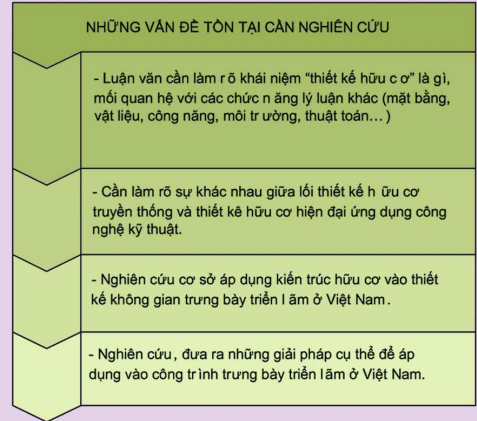 NHỮNG VẤN ĐỀ TỒN TẠI CẦN NGHIÊN CỨU
- Luận văn cần làm r õ khái niệm “thiết kế hữu c ơ” là gì,
mối quan hệ với các chức n ăng lý luận khác (mặt bằng,
vật liệu, công năng, môi tr ường, thuật toán... )
- Cần làm rõ sự khác nhau giữa lối thiết kế h ữu cơ
truyền thống và thiết kê hữu cơ hiện đại ứng dụng công
nghệ kỹ thuật.
- Nghiên cứu cơ sở áp dụng kiến trúc hữu cơ vào thiết
kế không gian trưng bày triển l ãm ở Việt Nam.
- Nghiên cứu, đưa ra những giải pháp cụ thể để áp
dụng vào công tr ình trưng bày triển lãm ở Việt Nam.